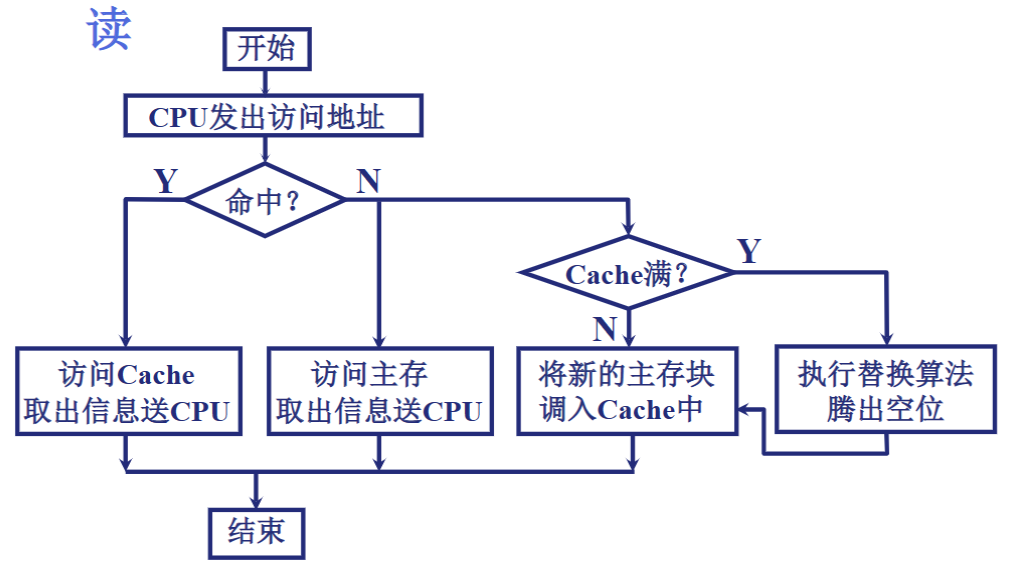 读
开始
CPU发出访问地址
Y
命中？
N
Cache满？
Y
N
访问Cache
取出信息送CPU
访问主存
取出信息送CPU
将新的主存块
调入Cache中
执行替换算法
腾出空位
结束